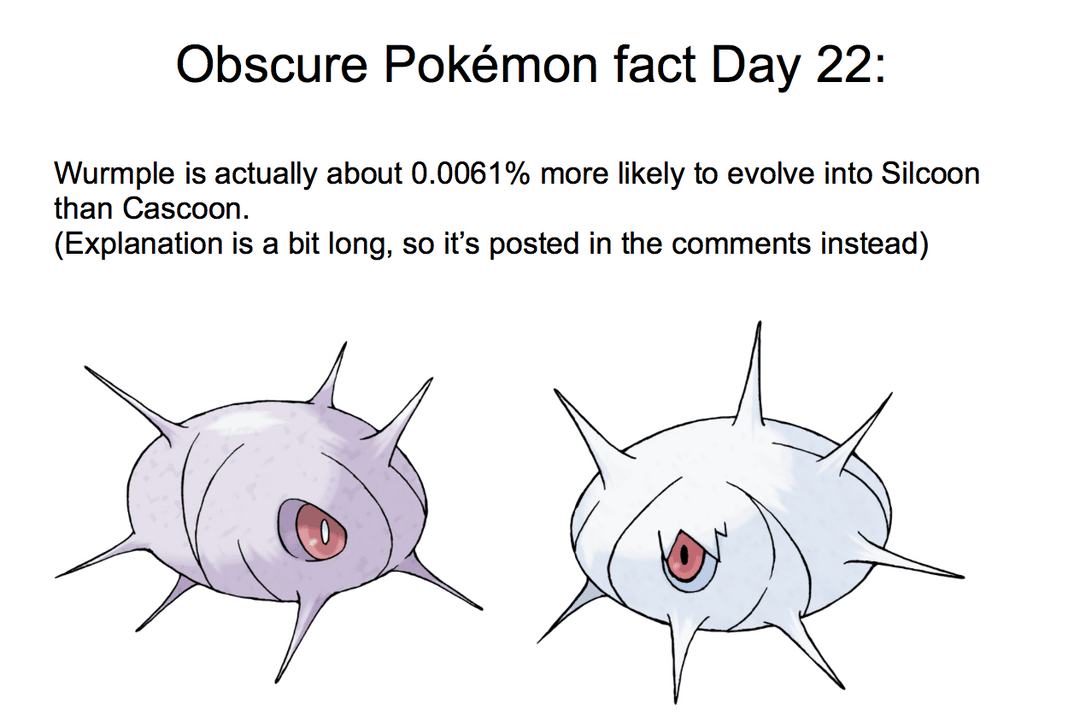 Obscure Pokémon fact Day 22:
Wurmple is actually about 0.0061% more likely to evolve into Silcoon
than Cascoon.
(Explanation is a bit long, so it’s posted in the comments instead)